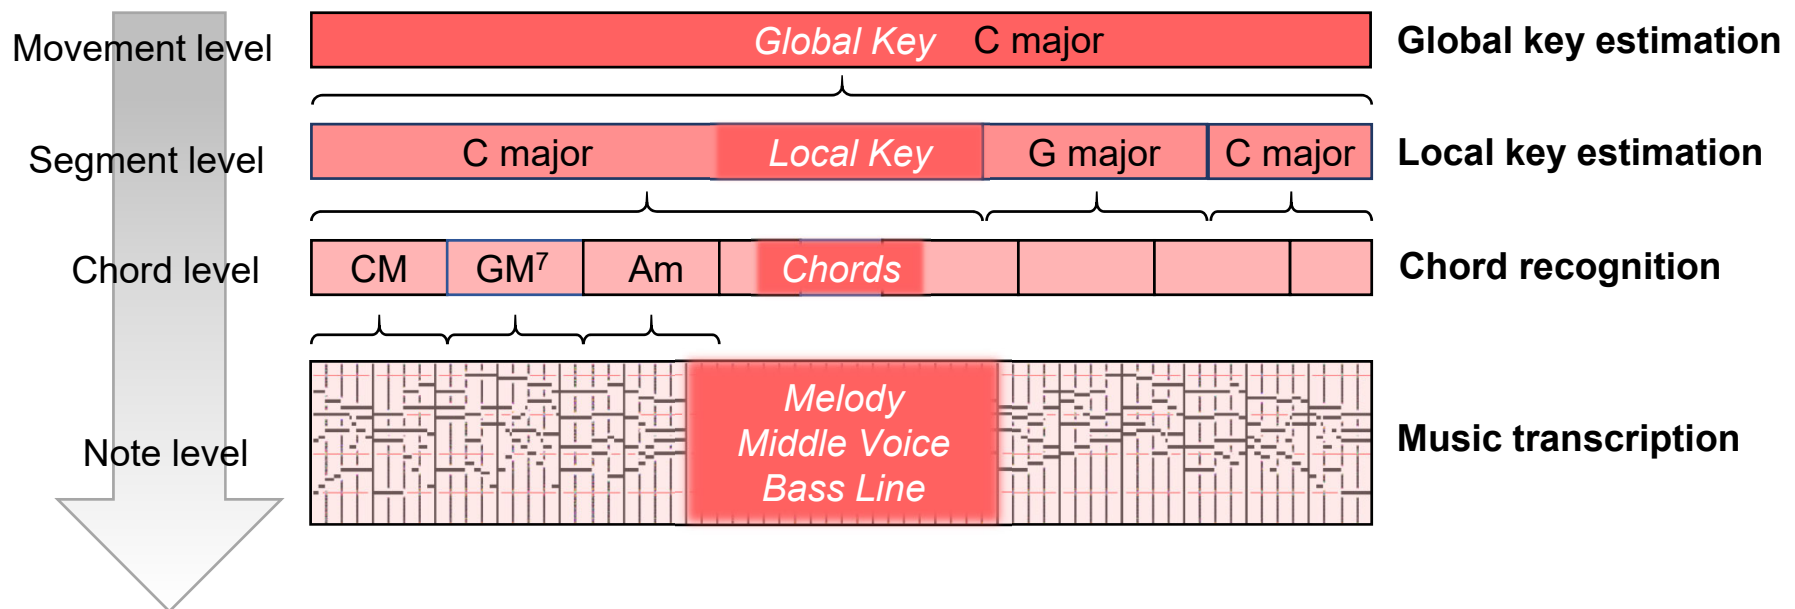 Movement level
Global Key C major
Global key estimation
Segment level
C major
Local Key
G major
C major
Local key estimation
Chord level
CM
GM⁷
Am
Chords
Chord recognition
Note level
Melody
Middle Voice
Bass Line
Music transcription